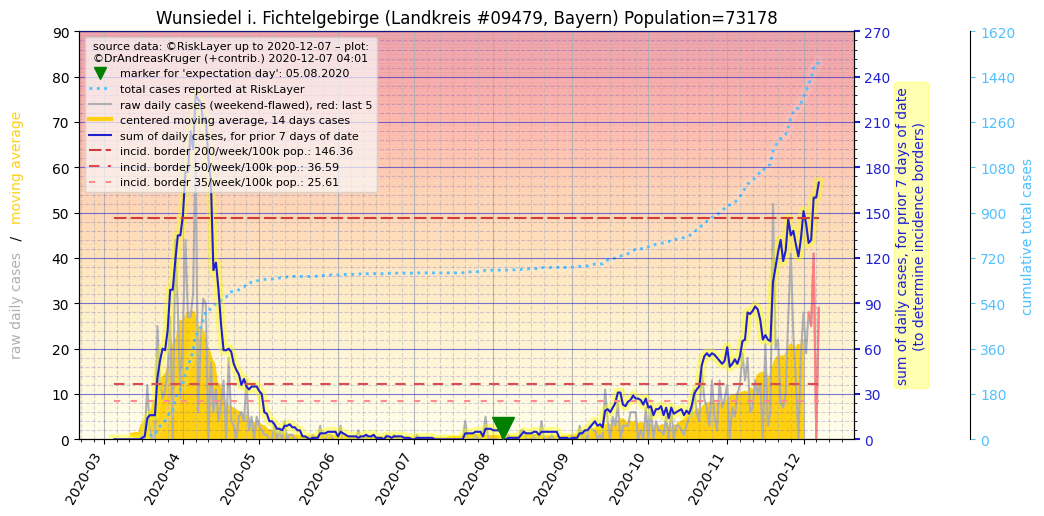 Wunsiedel i. Fichtelgebirge (Landkreis #09479, Bayern) Population=73178
source data: ©RiskLayer up to 2020-12-07 – plot:
©DrAndreasKruger (+contrib.) 2020-12-07 04:01
marker for 'expectation day': 05.08.2020
total cases reported at RiskLayer
raw daily cases (weekend-flawed), red: last 5
centered moving average, 14 days cases
sum of daily cases, for prior 7 days of date
incid. border 200/week/100k pop.: 146.36
incid. border 50/week/100k pop.: 36.59
incid. border 35/week/100k pop.: 25.61
raw daily cases / moving average
90
80
70
60
50
40
30
20
10
0
2020-03
2020-04
2020-05
2020-06
2020-07
2020-08
2020-09
2020-10
2020-11
2020-12
270
240
210
180
150
120
90
60
30
0
sum of daily cases, for prior 7 days of date
(to determine incidence borders)
1620
1440
1260
1080
900
720
540
360
180
0
cumulative total cases